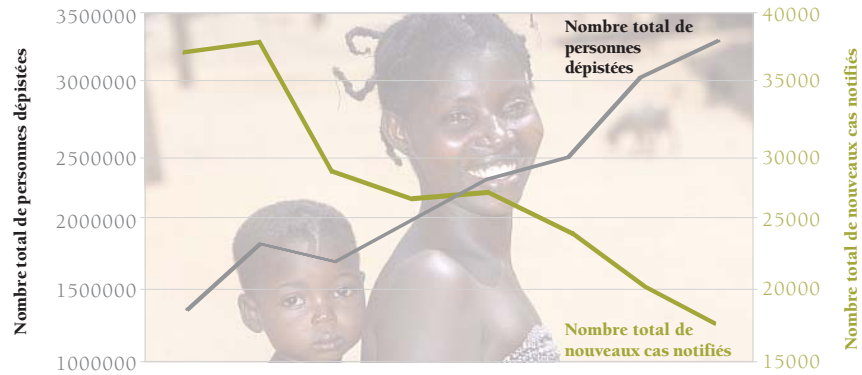 Nombre total de personnes dépistées
3500000
3000000
2500000
2000000
1500000
1000000
Nombre total de
personnes
dépistées
Nombre total de
nouveaux cas notifiés
40000
35000
30000
25000
20000
15000
Nombre total de nouveaux cas notifiés